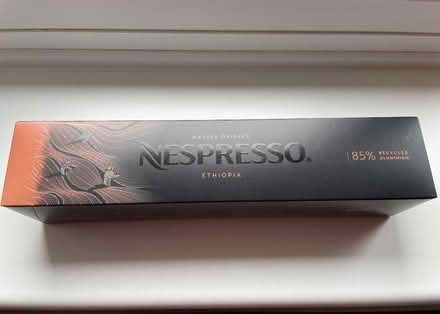 MASTER ORIGINS
NESPRESSO®
ETHIOPIA
85% RECYCLED
ALUMINIUM